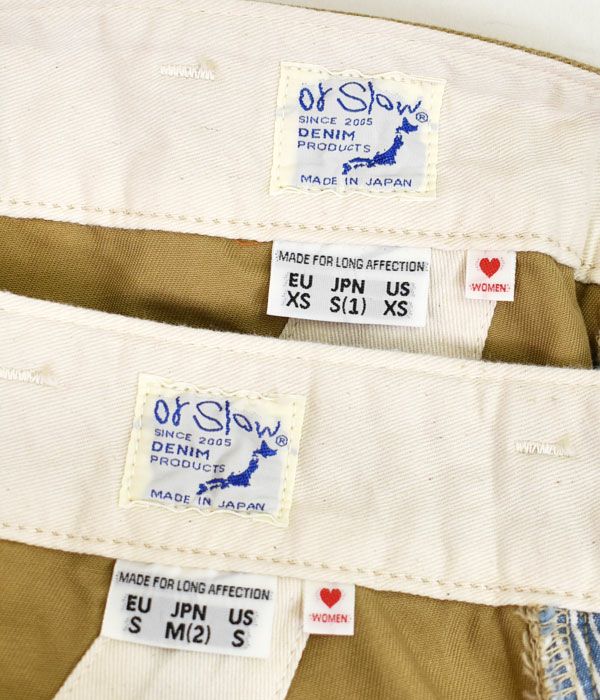 or Slow
®
SINCE 2005
DENIM
PRODUCTS
MADE IN JAPAN
MADE FOR LONG AFFECTION
EU JPN US
XS S(1) XS
WOMEN
or Slow
®
SINCE 2005
DENIM
PRODUCTS
MADE IN JAPAN
MADE FOR LONG AFFECTION
EU JPN US
S M(2) S
WOMEN